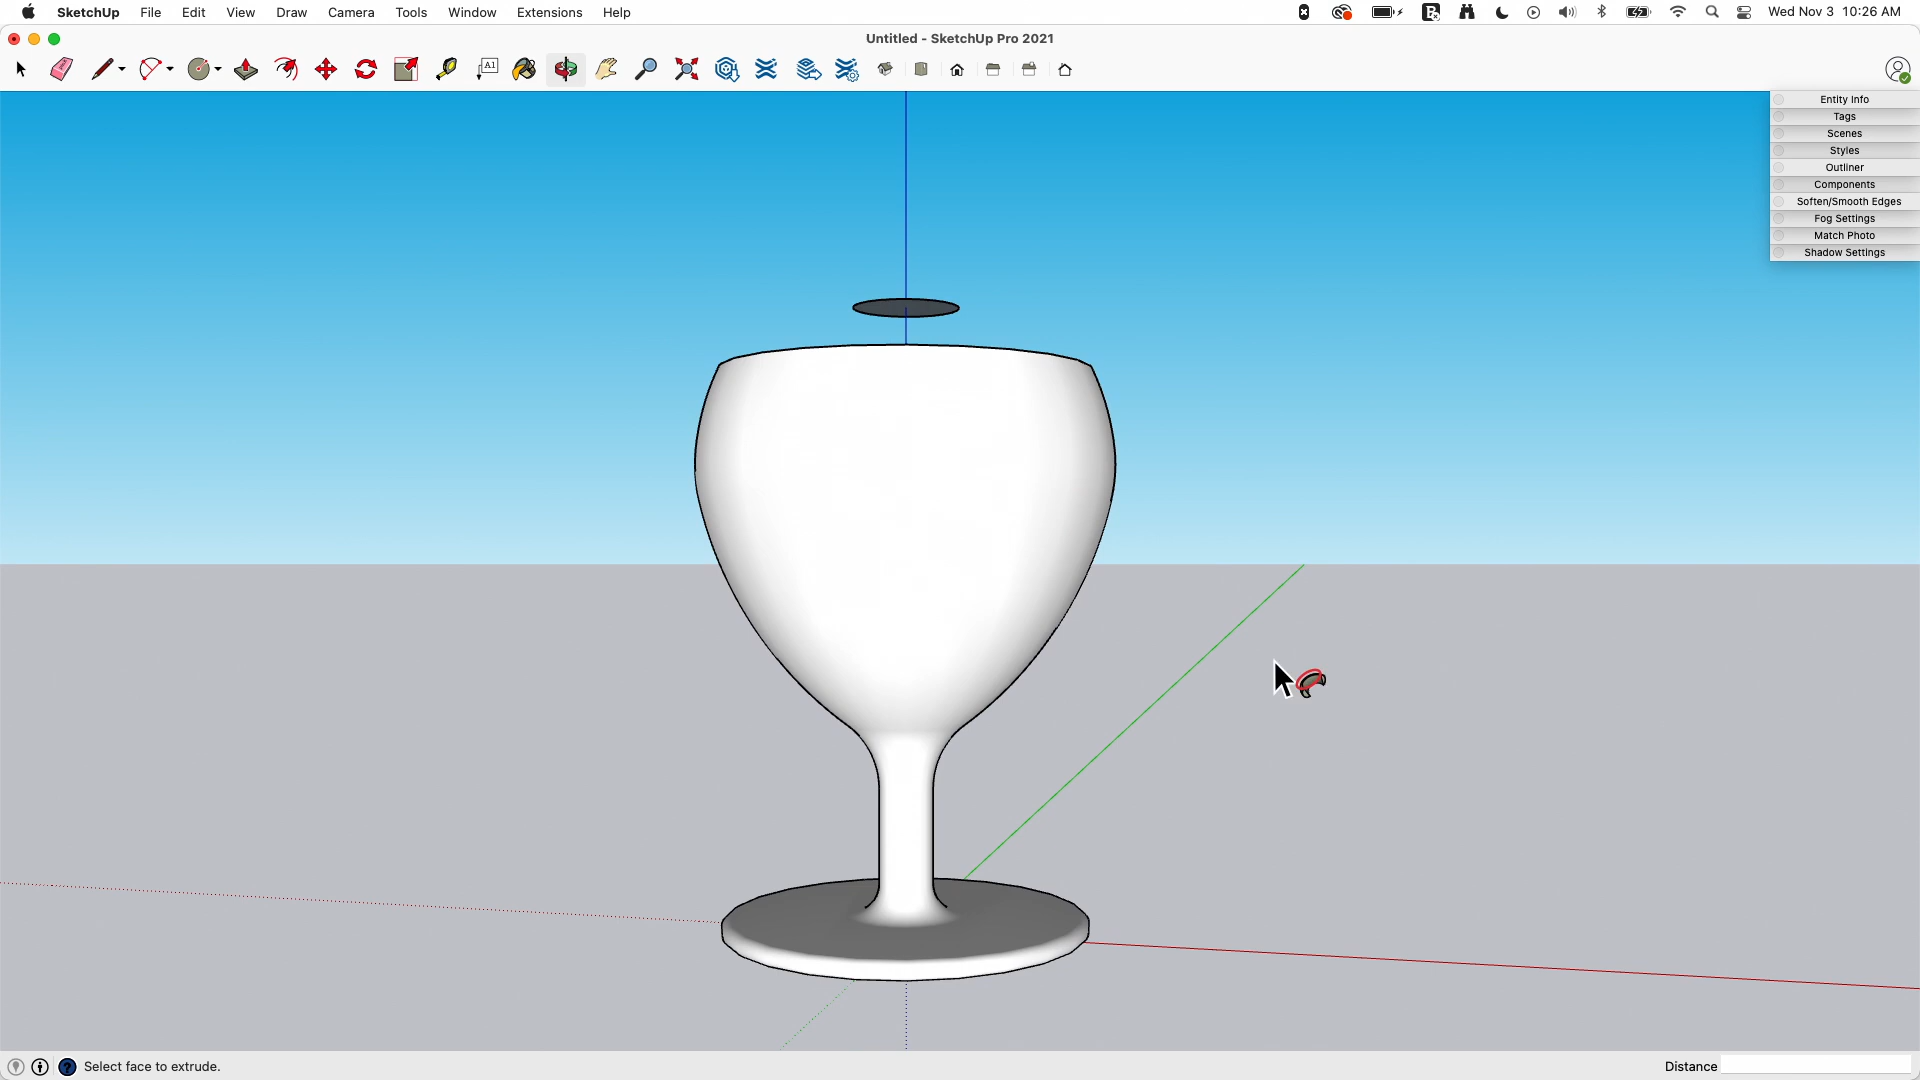 SketchUp File Edit View Draw Camera Tools Window Extensions Help Wed Nov 3 10:26 AM
Untitled - SketchUp Pro 2021
A1
Entity Info
Tags
Scenes
Styles
Outliner
Components
Soften/Smooth Edges
Fog Settings
Match Photo
Shadow Settings
Select face to extrude. Distance